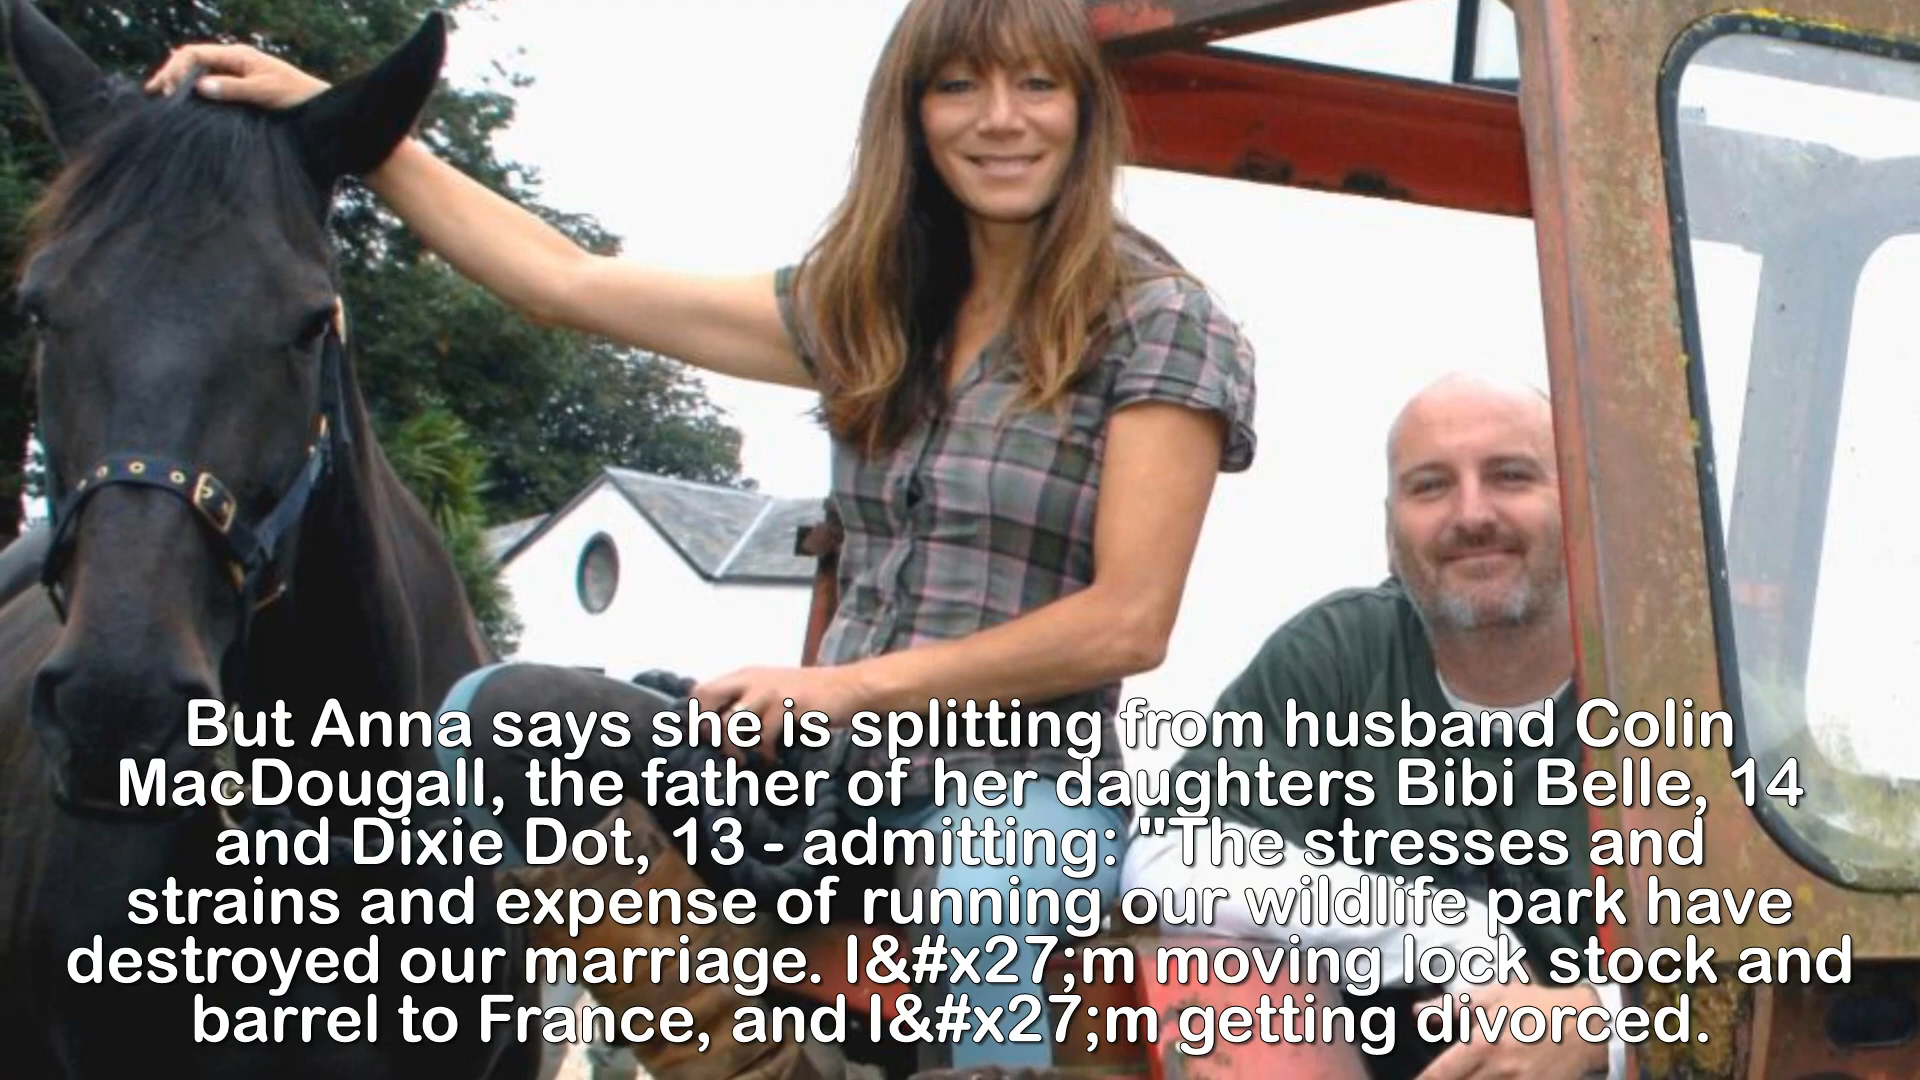 But Anna says she is splitting from husband Colin
MacDougall, the father of her daughters Bibi Belle, 14
and Dixie Dot, 13 - admitting: "The stresses and
strains and expense of running our wildlife park have
destroyed our marriage. I&#x27;m moving lock stock and
barrel to France, and I&#x27;m getting divorced.